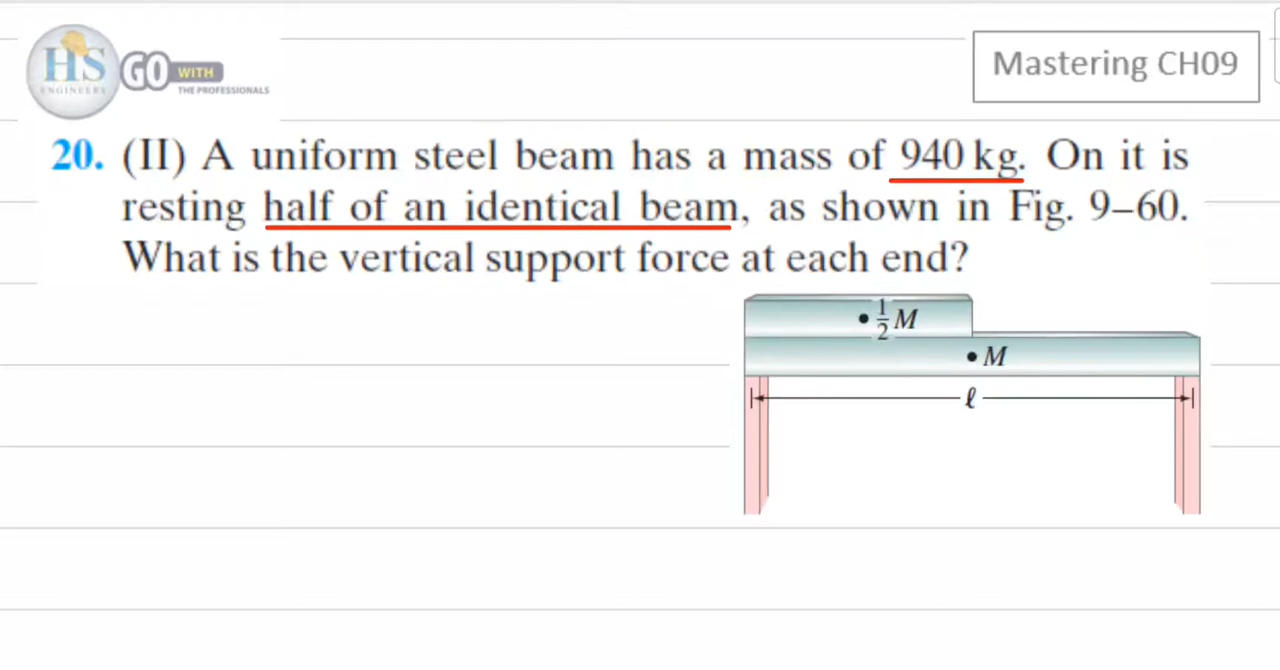 HS
ENGINEERS
GO WITH
THE PROFESSIONALS
Mastering CH09
20. (II) A uniform steel beam has a mass of 940 kg. On it is
resting half of an identical beam, as shown in Fig. 9–60.
What is the vertical support force at each end?
½M
M
ℓ